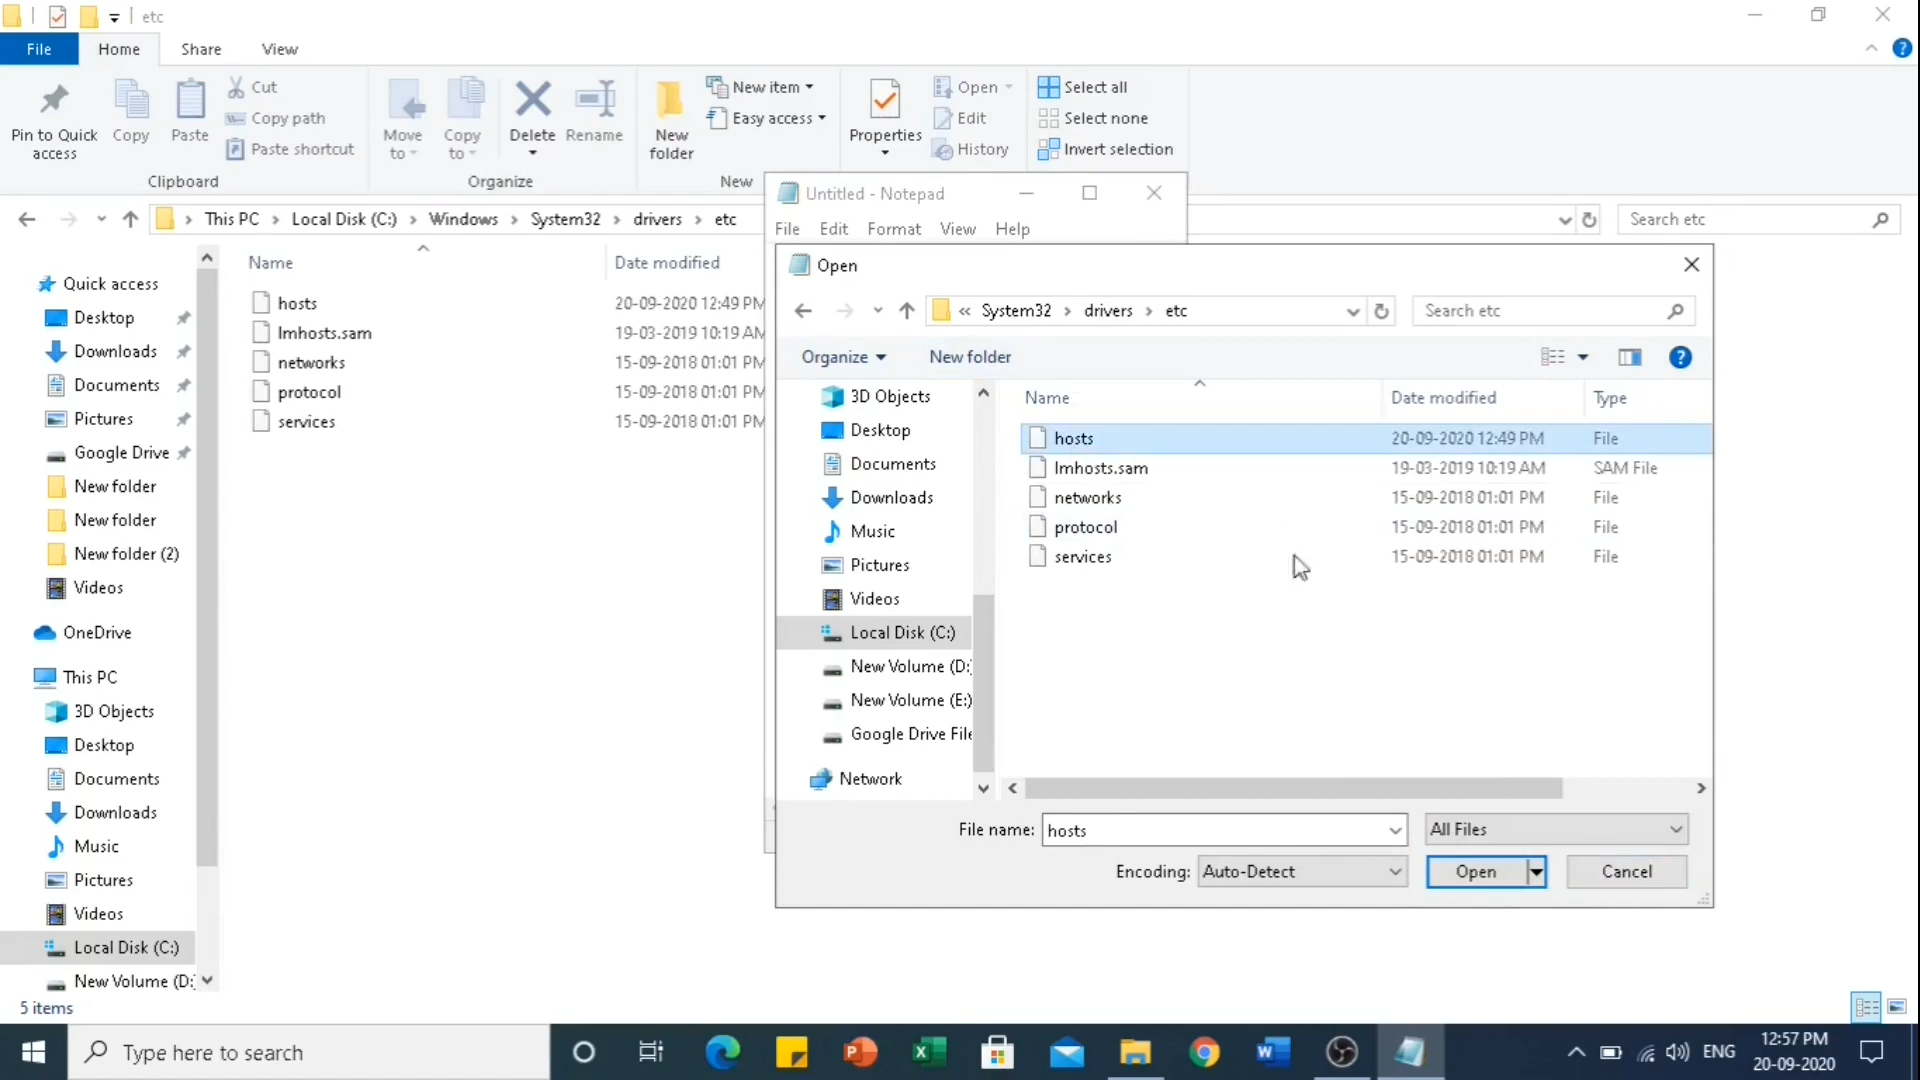 etc
File Home Share View
Pin to Quick access
Copy
Paste
Cut
Copy path
Paste shortcut
Clipboard
Move to
Copy to
Delete
Rename
Organize
New folder
New item
Easy access
New
Properties
Open
Edit
History
Select all
Select none
Invert selection
This PC Local Disk (C:) Windows System32 drivers etc
Search etc
Quick access
Desktop
Downloads
Documents
Pictures
Google Drive
New folder
New folder
New folder (2)
Videos
OneDrive
This PC
3D Objects
Desktop
Documents
Downloads
Music
Pictures
Videos
Local Disk (C:)
New Volume (D:
5 items
Name Date modified
hosts 20-09-2020 12:49 PM
lmhosts.sam 19-03-2019 10:19 AM
networks 15-09-2018 01:01 PM
protocol 15-09-2018 01:01 PM
services 15-09-2018 01:01 PM
Untitled - Notepad
File Edit Format View Help
Open
« System32 drivers etc
Search etc
Organize New folder
3D Objects
Desktop
Documents
Downloads
Music
Pictures
Videos
Local Disk (C:)
New Volume (D:
New Volume (E:)
Google Drive File
Network
Name Date modified Type
hosts 20-09-2020 12:49 PM File
lmhosts.sam 19-03-2019 10:19 AM SAM File
networks 15-09-2018 01:01 PM File
protocol 15-09-2018 01:01 PM File
services 15-09-2018 01:01 PM File
File name: hosts All Files
Encoding: Auto-Detect Open Cancel
Type here to search
ENG
12:57 PM
20-09-2020